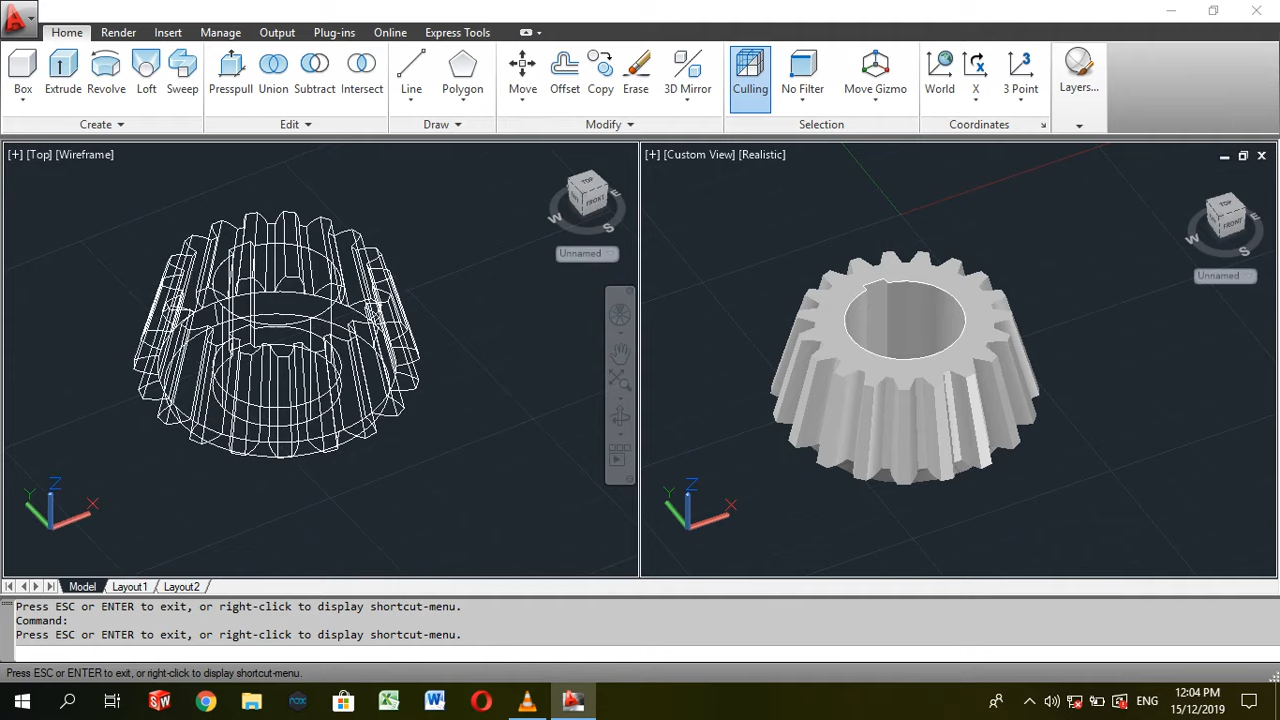 Home Render Insert Manage Output Plug-ins Online Express Tools
Box Extrude Revolve Loft Sweep Presspull Union Subtract Intersect Line Polygon Move Offset Copy Erase 3D Mirror Culling No Filter Move Gizmo World X 3 Point Layers...
Create Edit Draw Modify Selection Coordinates
[+] [Top] [Wireframe]
[+] [Custom View] [Realistic]
TOP
FRONT
W
E
S
Unnamed
TOP
FRONT
W
E
S
Unnamed
Z
Y
X
Z
Y
X
Model Layout1 Layout2
Press ESC or ENTER to exit, or right-click to display shortcut-menu.
Command:
Press ESC or ENTER to exit, or right-click to display shortcut-menu.
Press ESC or ENTER to exit, or right-click to display shortcut-menu.
SW
ENG
12:04 PM
15/12/2019